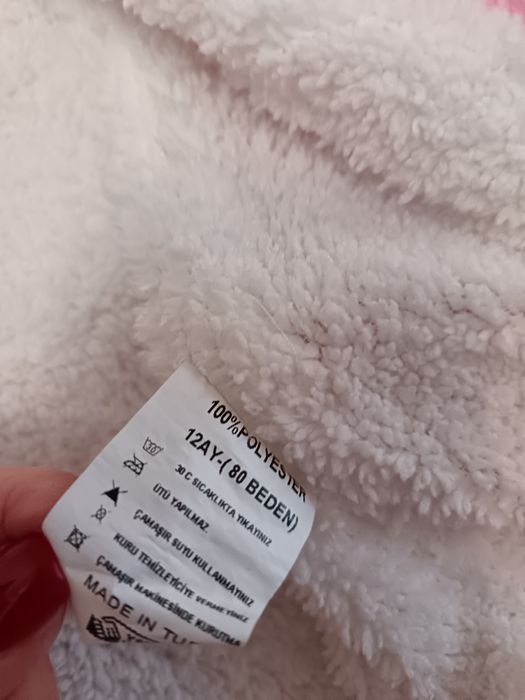 100%POLYESTER
12AY-( 80 BEDEN)
30 C SICAKLIKTA YIKAYINIZ
ÜTÜ YAPILMAZ.
ÇAMAŞIR SUYU KULLANMAYINIZ
KURU TEMİZLEYİCİYE VERMEYİNİZ
ÇAMAŞIR MAKİNESİNDE KURUTMA
MADE IN TU